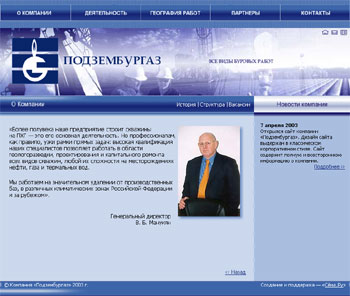 О КОМПАНИИ ДЕЯТЕЛЬНОСТЬ ГЕОГРАФИЯ РАБОТ ПАРТНЕРЫ КОНТАКТЫ
ПОДЗЕМБУРГАЗ
ВСЕ ВИДЫ БУРОВЫХ РАБОТ
О Компании
История | Структура | Вакансии
Новости компании
«Более полувека наше предприятие строит скважины
на ПХГ — это его основная деятельность. Но профессионалам,
как правило, узки рамки прямых задач: высокая квалификация
наших специалистов позволяет работать в области
геологоразведки, проектирования и капитального ремонта
всех видов скважин, любой их сложности на месторождениях
нефти, газа и термальных вод.
Мы работаем на значительном удалении от производственных
баз, в различных климатических зонах Российской Федерации
и за рубежом».
Генеральный директор
В. Б.
<< Назад
7 апреля 2003
Открылся сайт компании
«Подзембургаз». Дизайн сайта
выдержан в классическом
корпоративном стиле. Сайт
содержит полную и всестороннюю
информацию о компании.
Подробнее >>
© Компания «Подзембургаз» 2003 г.
Создание и поддержка —